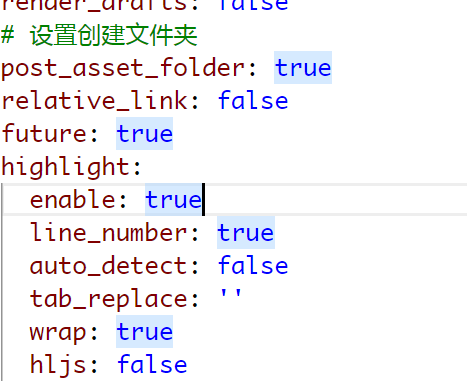 render_drafts: false
# 设置创建文件夹
post_asset_folder: true
relative_link: false
future: true
highlight:
  enable: true
  line_number: true
  auto_detect: false
  tab_replace: ''
  wrap: true
  hljs: false